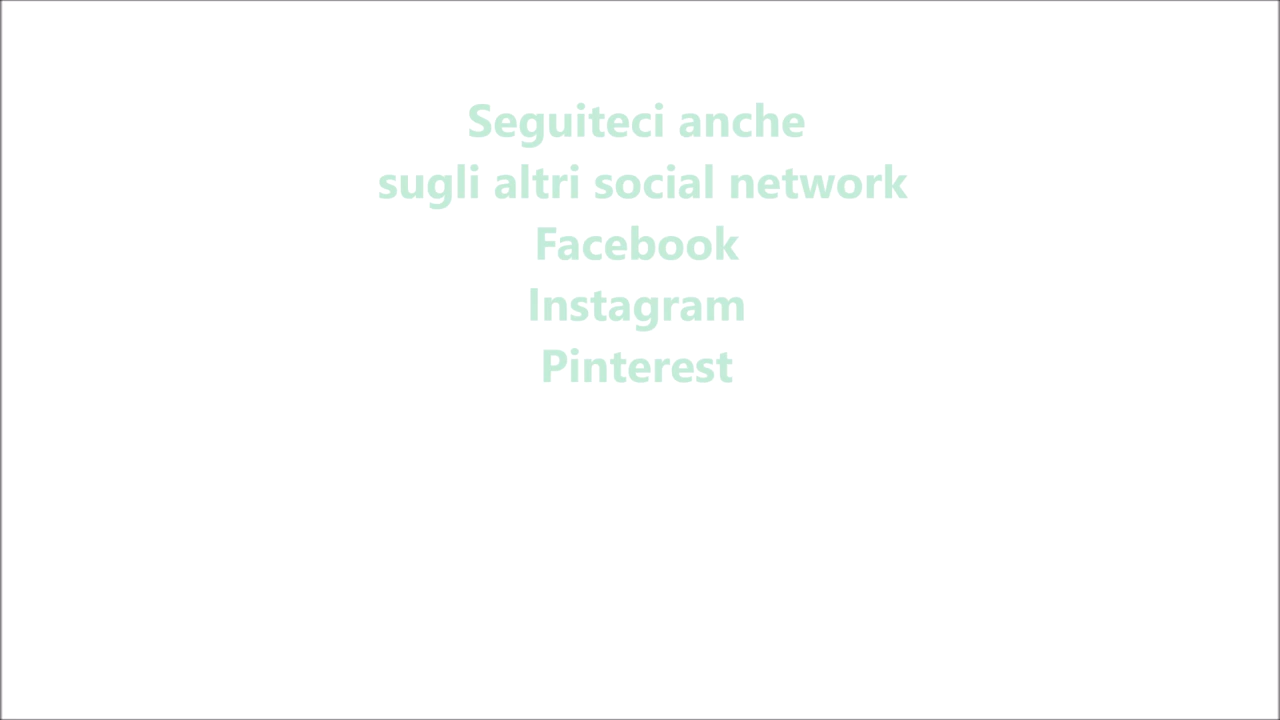 Seguiteci anche
sugli altri social network
Facebook
Instagram
Pinterest